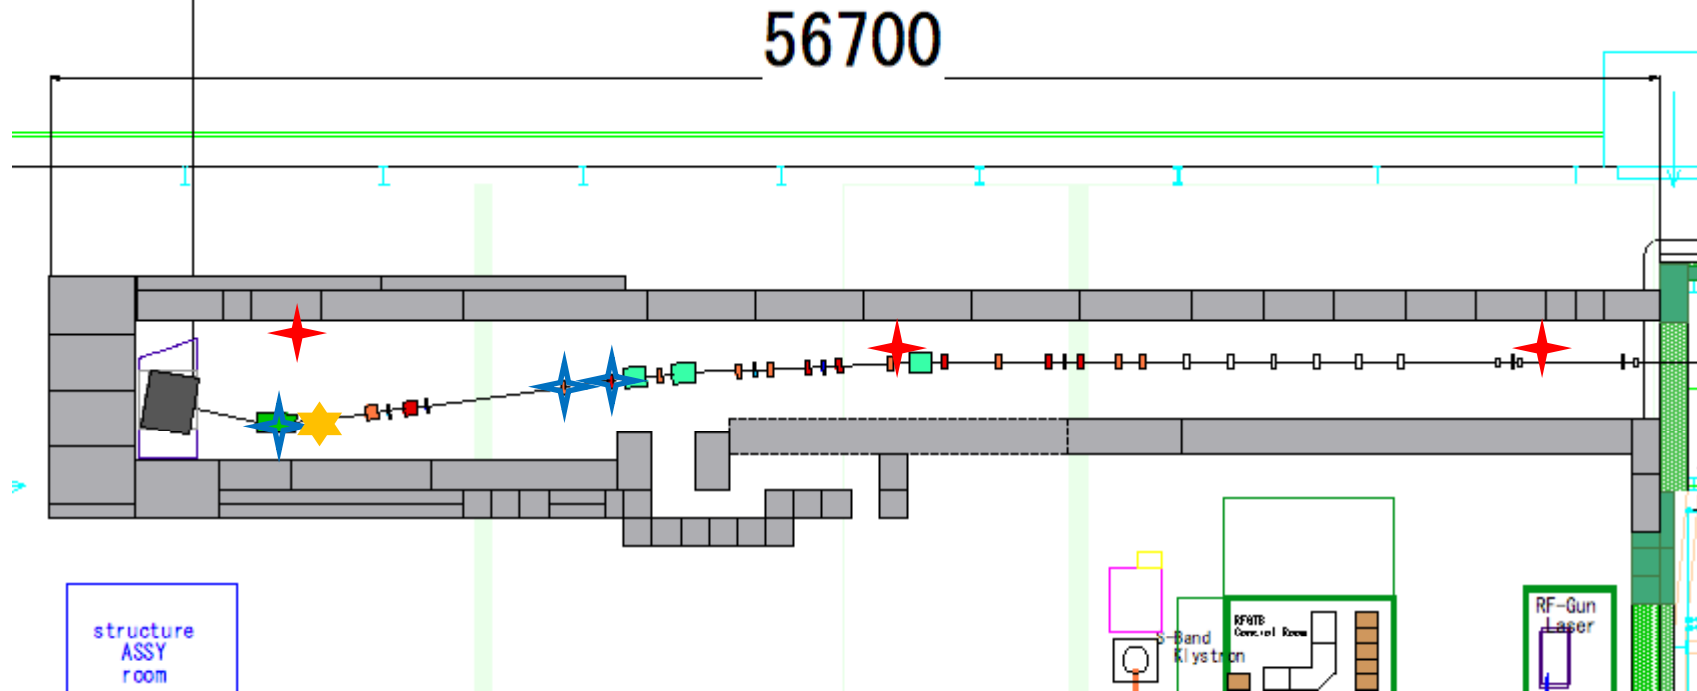 56700
structure
ASSY
room
S-Band
Klystron
RF-Gun
Laser